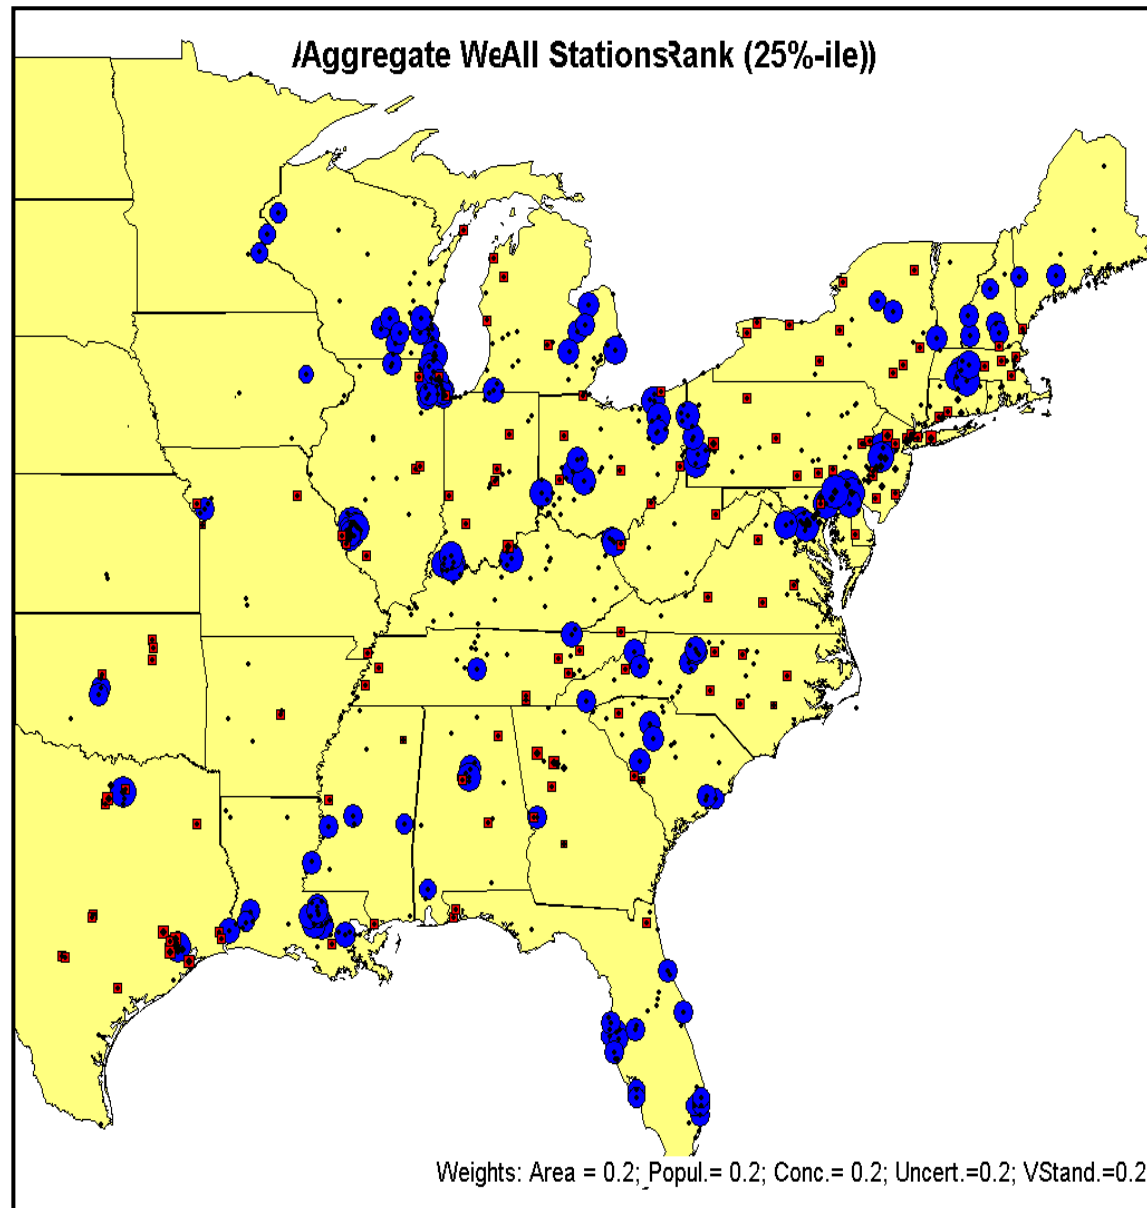 /Aggregate WeAll StationsRank (25%-ile))
Weights: Area = 0.2; Popul.= 0.2; Conc.= 0.2; Uncert.=0.2; VStand.=0.2